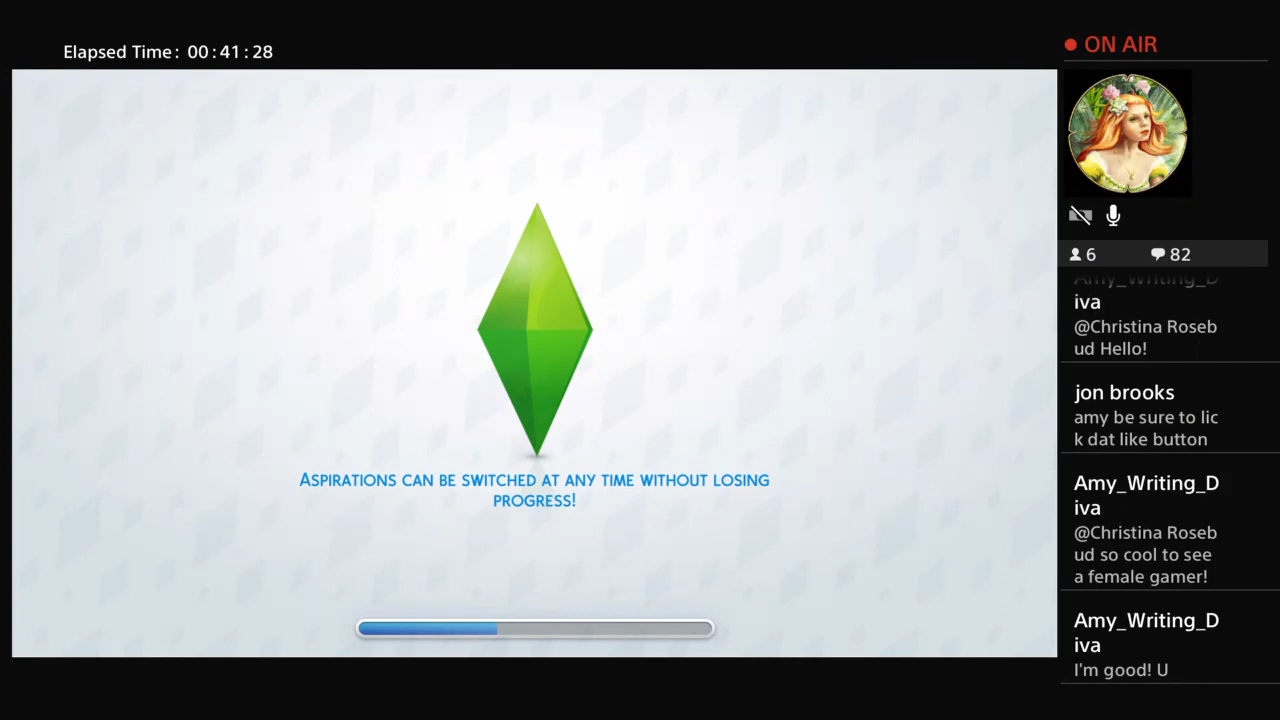 Elapsed Time: 00:41:28
ON AIR
6
82
Amy_Writing_D
iva
@Christina Roseb
ud Hello!
jon brooks
amy be sure to lic
k dat like button
Amy_Writing_D
iva
@Christina Roseb
ud so cool to see
a female gamer!
Amy_Writing_D
iva
I'm good! U
ASPIRATIONS CAN BE SWITCHED AT ANY TIME WITHOUT LOSING
PROGRESS!